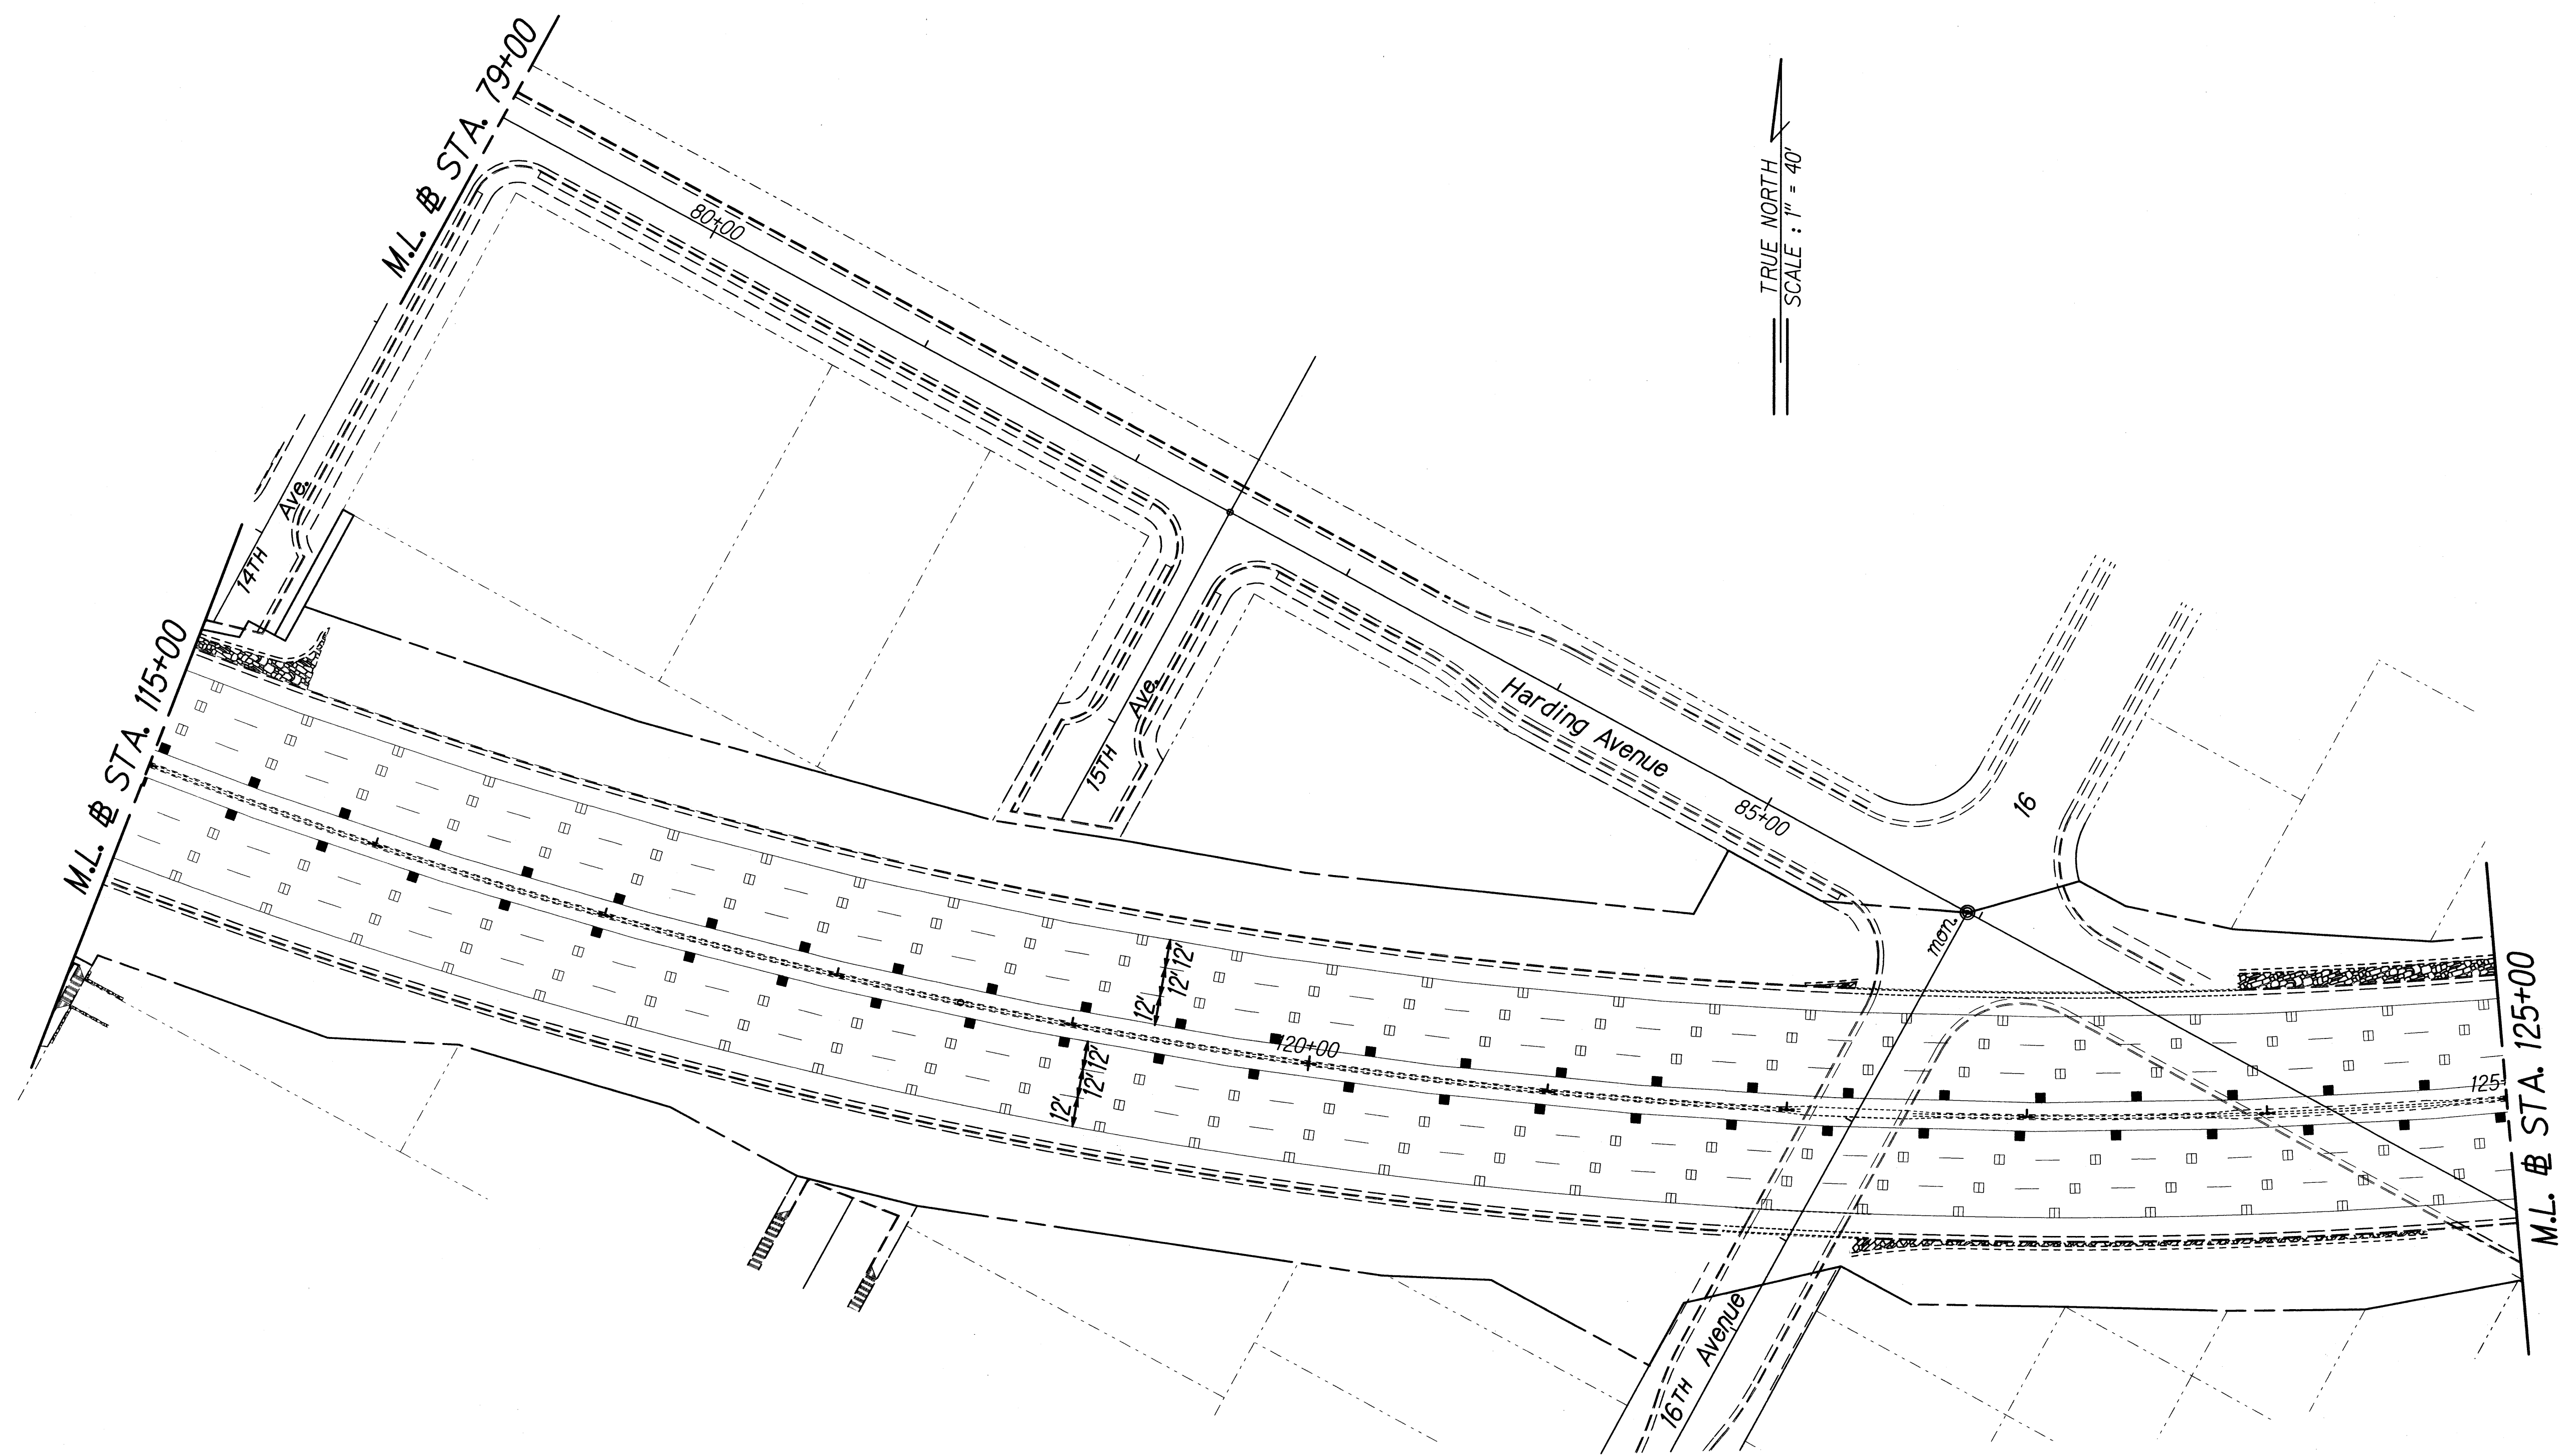 M.L. B STA. 79+00
80+00
TRUE NORTH
SCALE : 1" = 40'
14TH Ave.
15TH Ave.
Harding Avenue
85+00
16
mon.
M.L. B STA. 115+00
12' 12' 12'
12' 12' 12'
120+00
125
M.L. B STA. 125+00
16TH Avenue